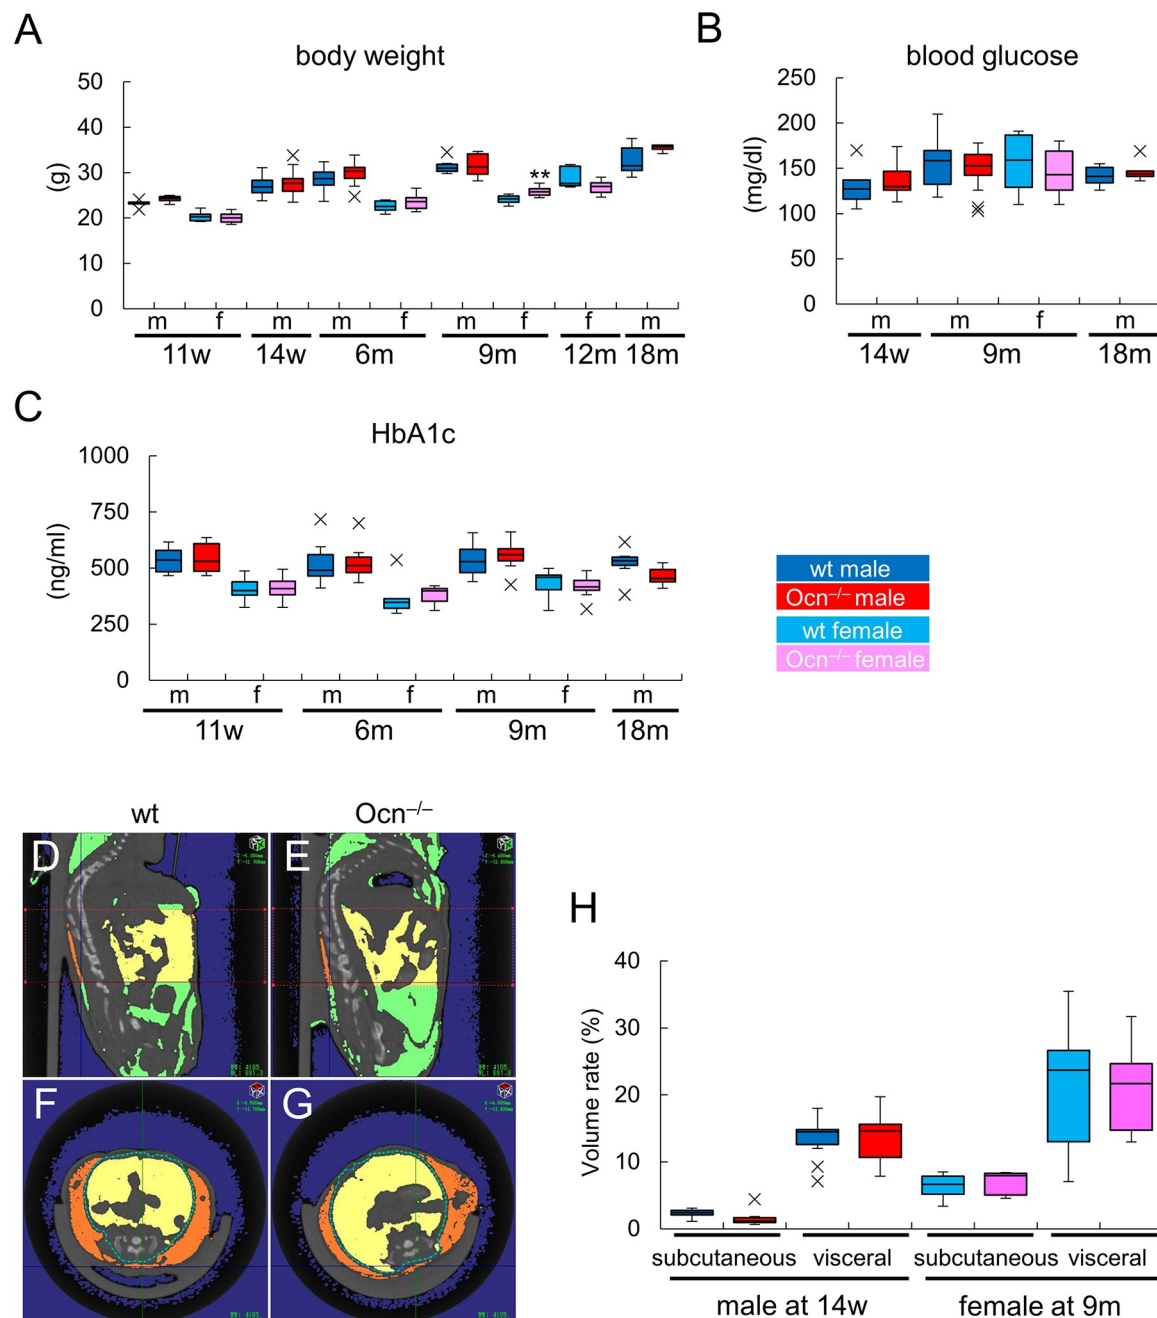 A
body weight
50
40
30
20
10
0
(g)
**
m f m m f m f f m
11w 14w 6m 9m 12m 18m
B
blood glucose
250
200
150
100
50
0
(mg/dl)
m m f m
14w 9m 18m
C
HbA1c
1000
750
500
250
0
(ng/ml)
m f m f m f m
11w 6m 9m 18m
wt male
Ocn–/– male
wt female
Ocn–/– female
wt Ocn–/–
D
E
F
G
H
40
30
20
10
0
Volume rate (%)
subcutaneous visceral subcutaneous visceral
male at 14w female at 9m